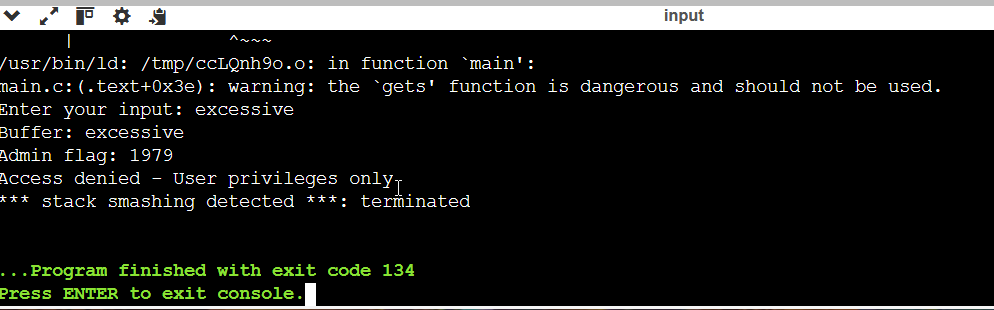 input
| ^~~~
/usr/bin/ld: /tmp/ccLQnh9o.o: in function `main':
main.c:(.text+0x3e): warning: the `gets' function is dangerous and should not be used.
Enter your input: excessive
Buffer: excessive
Admin flag: 1979
Access denied - User privileges only.
*** stack smashing detected ***: terminated
...Program finished with exit code 134
Press ENTER to exit console.